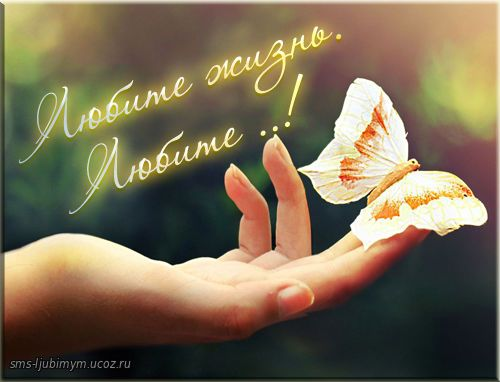 Любите жизнь.
Любите ...!
sms-ljubimym.ucoz.ru